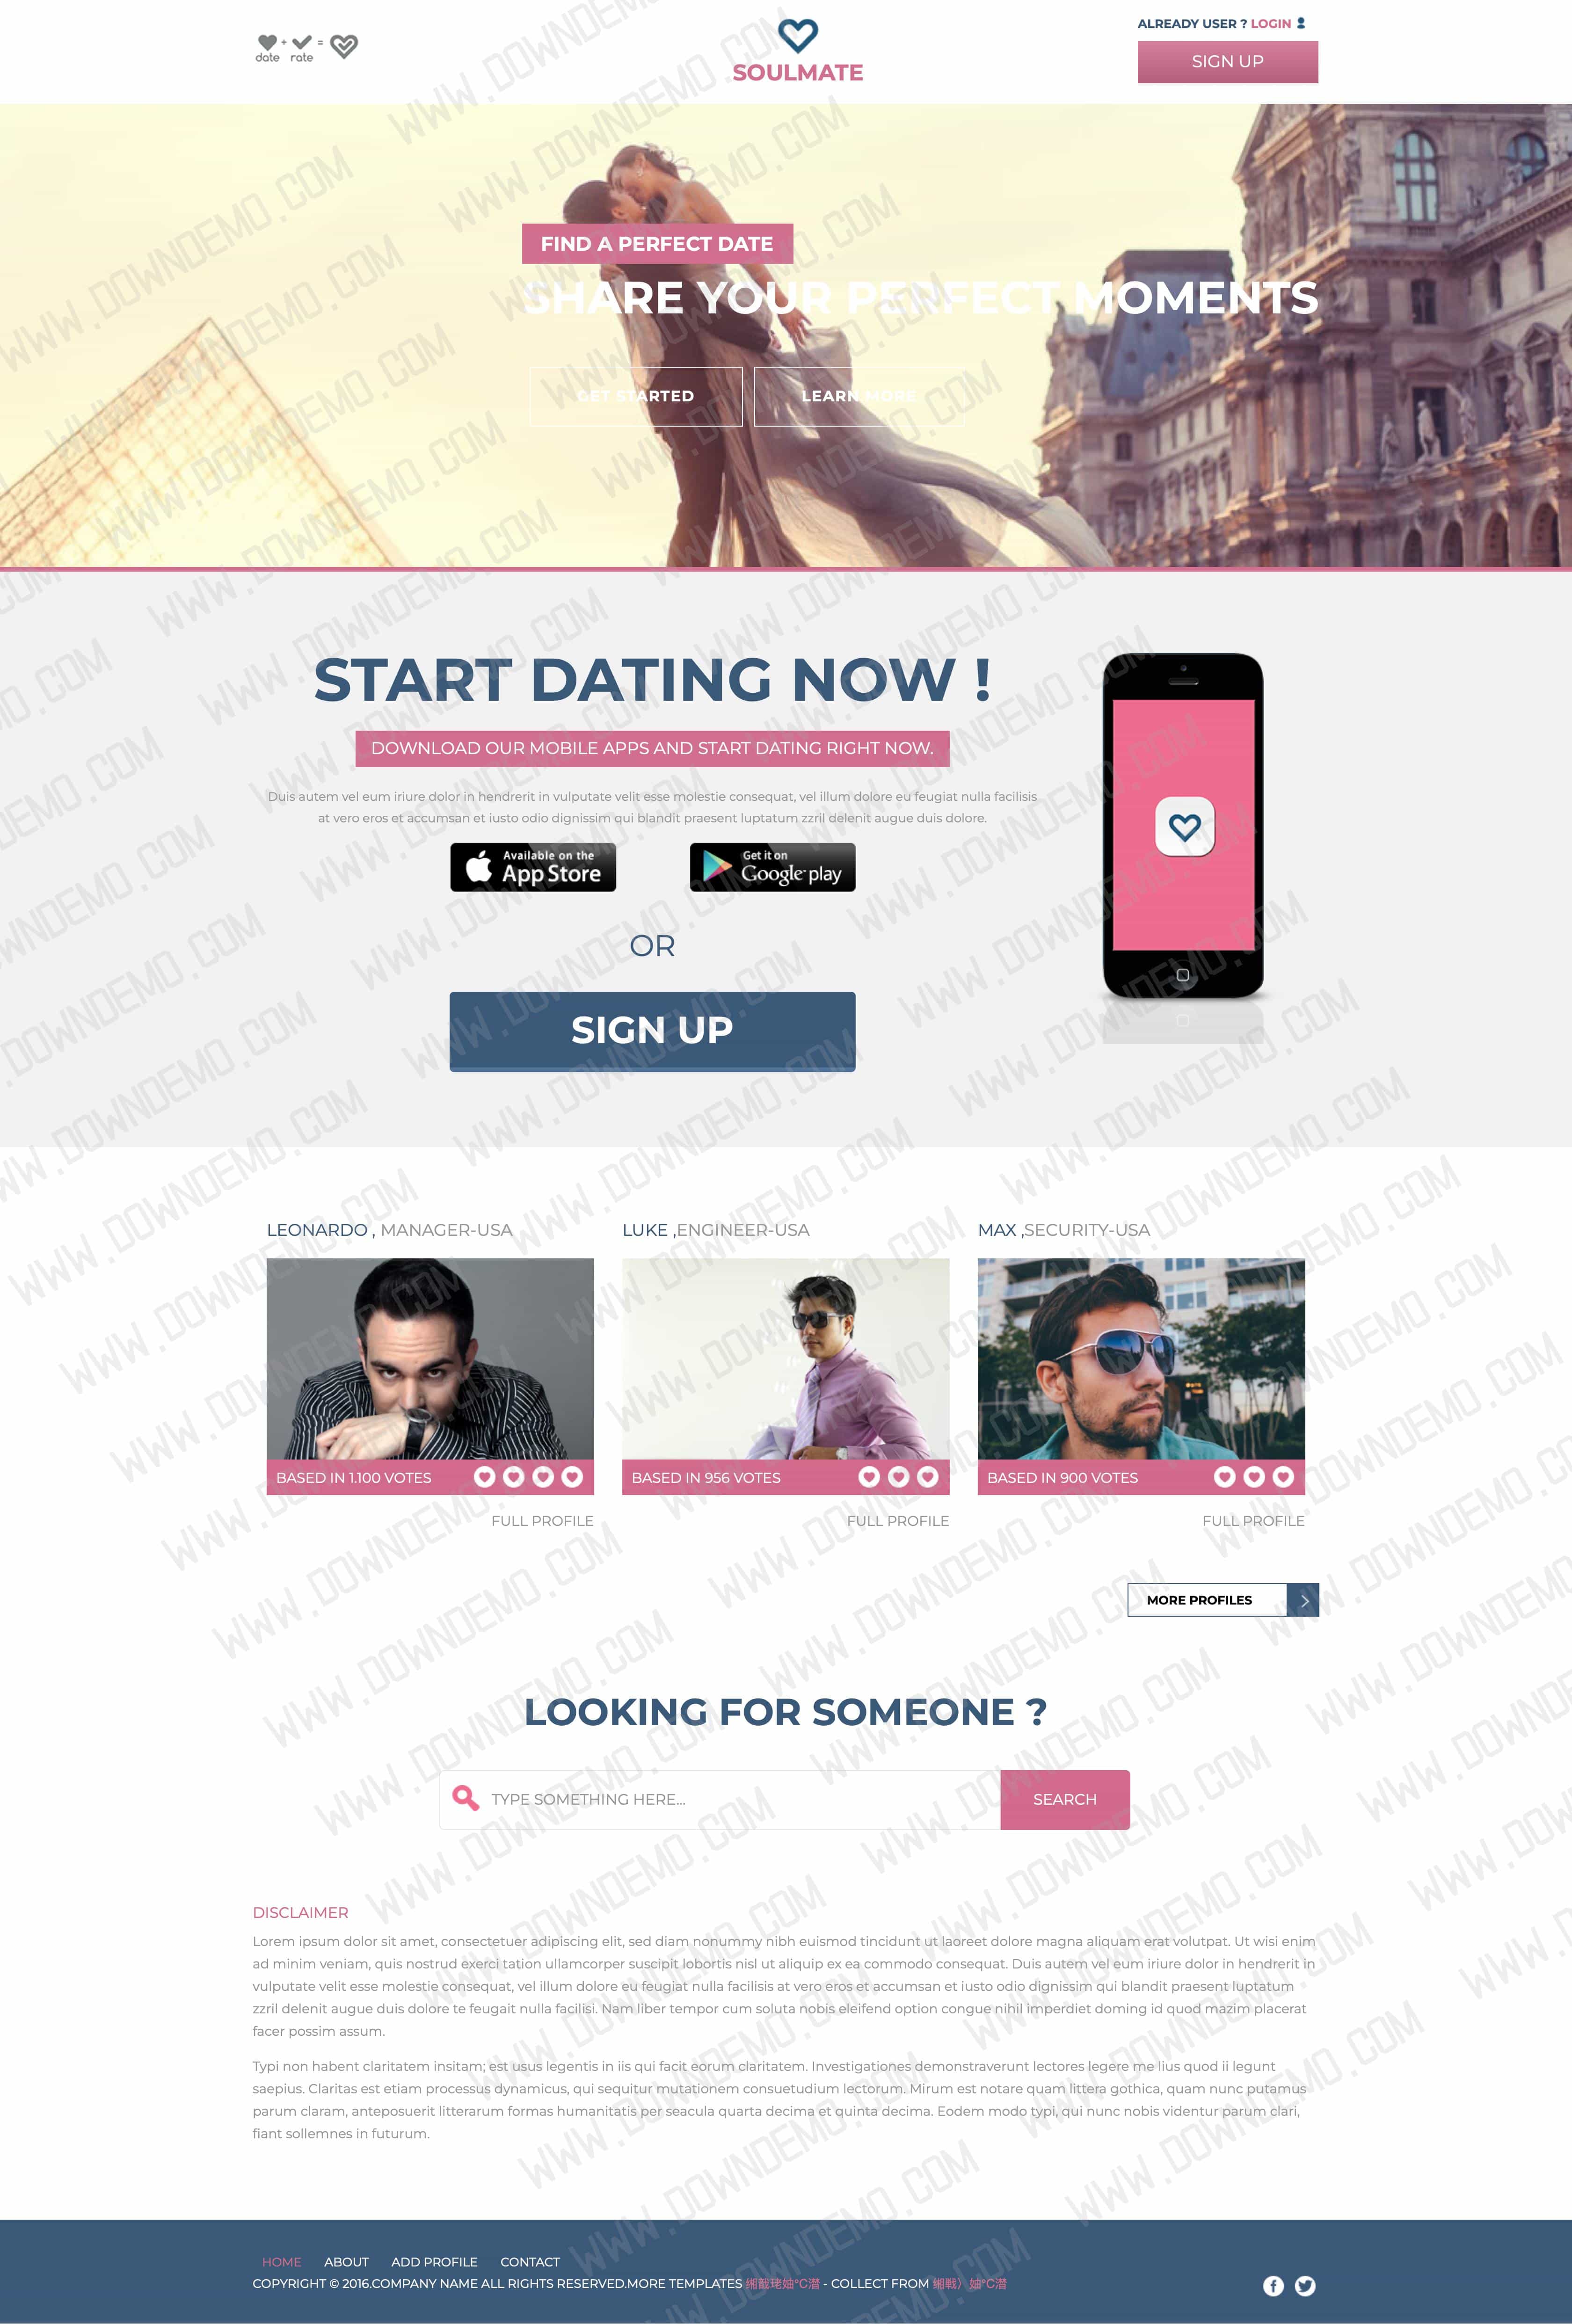 date + rate =
SOULMATE
ALREADY USER ? LOGIN
SIGN UP
FIND A PERFECT DATE
SHARE YOUR PERFECT MOMENTS
GET STARTED
LEARN MORE
START DATING NOW !
DOWNLOAD OUR MOBILE APPS AND START DATING RIGHT NOW.
Duis autem vel eum iriure dolor in hendrerit in vulputate velit esse molestie consequat, vel illum dolore eu feugiat nulla facilisis
at vero eros et accumsan et iusto odio dignissim qui blandit praesent luptatum zzril delenit augue duis dolore.
Available on the
App Store
Get it on
Google play
OR
SIGN UP
LEONARDO , MANAGER-USA
LUKE ,ENGINEER-USA
MAX ,SECURITY-USA
BASED IN 1.100 VOTES
BASED IN 956 VOTES
BASED IN 900 VOTES
FULL PROFILE
FULL PROFILE
FULL PROFILE
MORE PROFILES
LOOKING FOR SOMEONE ?
TYPE SOMETHING HERE...
SEARCH
DISCLAIMER
Lorem ipsum dolor sit amet, consectetuer adipiscing elit, sed diam nonummy nibh euismod tincidunt ut laoreet dolore magna aliquam erat volutpat. Ut wisi enim
ad minim veniam, quis nostrud exerci tation ullamcorper suscipit lobortis nisl ut aliquip ex ea commodo consequat. Duis autem vel eum iriure dolor in hendrerit in
vulputate velit esse molestie consequat, vel illum dolore eu feugiat nulla facilisis at vero eros et accumsan et iusto odio dignissim qui blandit praesent luptatum
zzril delenit augue duis dolore te feugait nulla facilisi. Nam liber tempor cum soluta nobis eleifend option congue nihil imperdiet doming id quod mazim placerat
facer possim assum.
Typi non habent claritatem insitam; est usus legentis in iis qui facit eorum claritatem. Investigationes demonstraverunt lectores legere me lius quod ii legunt
saepius. Claritas est etiam processus dynamicus, qui sequitur mutationem consuetudium lectorum. Mirum est notare quam littera gothica, quam nunc putamus
parum claram, anteposuerit litterarum formas humanitatis per seacula quarta decima et quinta decima. Eodem modo typi, qui nunc nobis videntur parum clari,
fiant sollemnes in futurum.
HOME ABOUT ADD PROFILE CONTACT
COPYRIGHT © 2016.COMPANY NAME ALL RIGHTS RESERVED.MORE TEMPLATES - COLLECT FROM
WWW.DOWNDEMO.COM